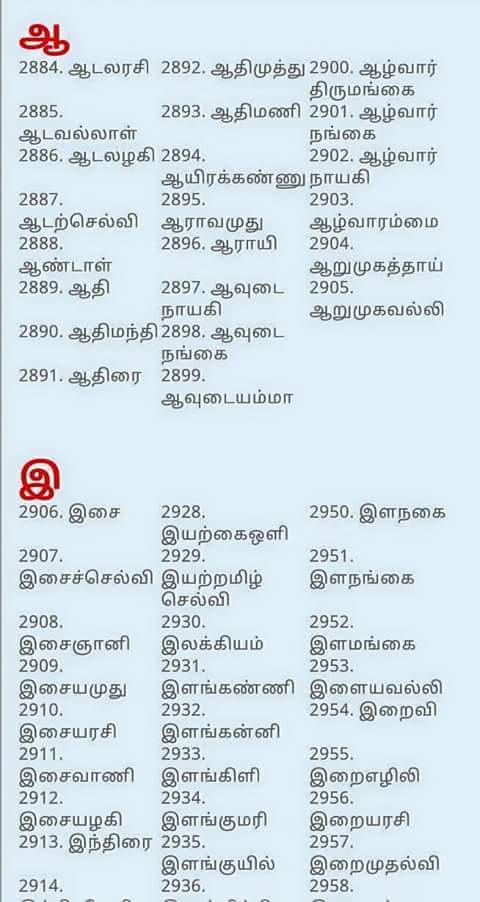 ஆ
2884. ஆடலரசி
2885.
ஆடவல்லாள்
2886. ஆடலழகி
2887.
ஆடற்செல்வி
2888.
ஆண்டாள்
2889. ஆதி
2890. ஆதிமந்தி
2891. ஆதிரை
2892. ஆதிமுத்து
2893. ஆதிமணி
2894.
ஆயிரக்கண்ணு
2895.
ஆராவமுது
2896. ஆராயி
2897. ஆவுடை
நாயகி
2898. ஆவுடை
நங்கை
2899.
ஆவுடையம்மா
2900. ஆழ்வார்
திருமங்கை
2901. ஆழ்வார்
நங்கை
2902. ஆழ்வார்
நாயகி
2903.
ஆழ்வாரம்மை
2904.
ஆறுமுகத்தாய்
2905.
ஆறுமுகவல்லி
இ
2906. இசை
2907.
இசைச்செல்வி
2908.
இசைஞானி
2909.
இசையமுது
2910.
இசையரசி
2911.
இசைவாணி
2912.
இசையழகி
2913. இந்திரை
2914.
2928.
இயற்கைஒளி
2929.
இயற்றமிழ்
செல்வி
2930.
இலக்கியம்
2931.
இளங்கண்ணி
2932.
இளங்கன்னி
2933.
இளங்கிளி
2934.
இளங்குமரி
2935.
இளங்குயில்
2936.
2950. இளநகை
2951.
இளநங்கை
2952.
இளமங்கை
2953.
இளையவல்லி
2954. இறைவி
2955.
இறைஎழிலி
2956.
இறையரசி
2957.
இறைமுதல்வி
2958.